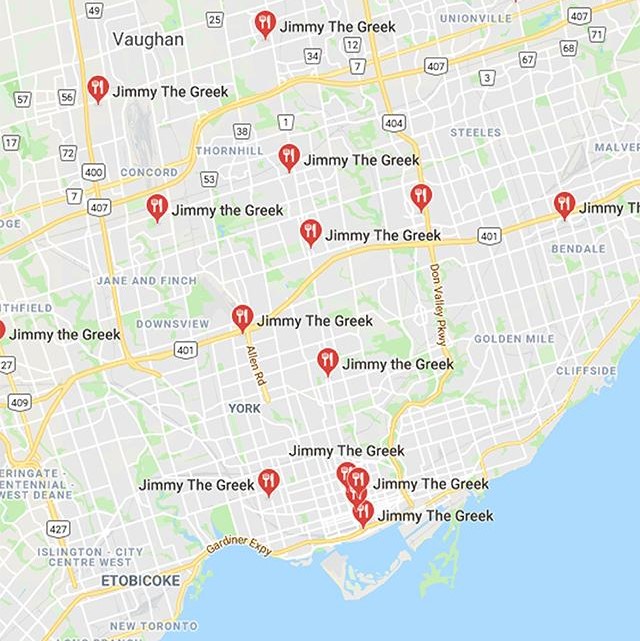 49
25
UNIONVILLE
407
Jimmy The Greek
Vaughan
12
71
68
34
7
67
407
3
56
Jimmy The Greek
57
1
404
38
STEELES
17
72
THORNHILL
MALVER
Jimmy The Greek
400
CONCORD
53
7
407
Jimmy the Greek
Jimmy Th
DGE
Jimmy The Greek
401
BENDALE
JANE AND FINCH
Don Valley Pkwy
THFIELD
DOWNSVIEW
Jimmy The Greek
Jimmy the Greek
GOLDEN MILE
401
27
Allen Rd
Jimmy the Greek
CLIFFSIDE
409
YORK
Jimmy The Greek
ERINGATE -
ENTENNIAL -
WEST DEANE
Jimmy The Greek
Jimmy The Greek
Jimmy The Greek
427
Gardiner Expy
ISLINGTON - CITY
CENTRE WEST
ETOBICOKE
NEW TORONTO